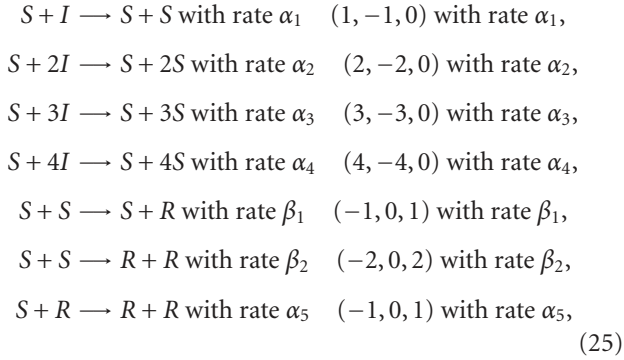 S + I ⟶ S + S with rate α₁ (1, −1, 0) with rate α₁,
S + 2I ⟶ S + 2S with rate α₂ (2, −2, 0) with rate α₂,
S + 3I ⟶ S + 3S with rate α₃ (3, −3, 0) with rate α₃,
S + 4I ⟶ S + 4S with rate α₄ (4, −4, 0) with rate α₄,
S + S ⟶ S + R with rate β₁ (−1, 0, 1) with rate β₁,
S + S ⟶ R + R with rate β₂ (−2, 0, 2) with rate β₂,
S + R ⟶ R + R with rate α₅ (−1, 0, 1) with rate α₅,
(25)